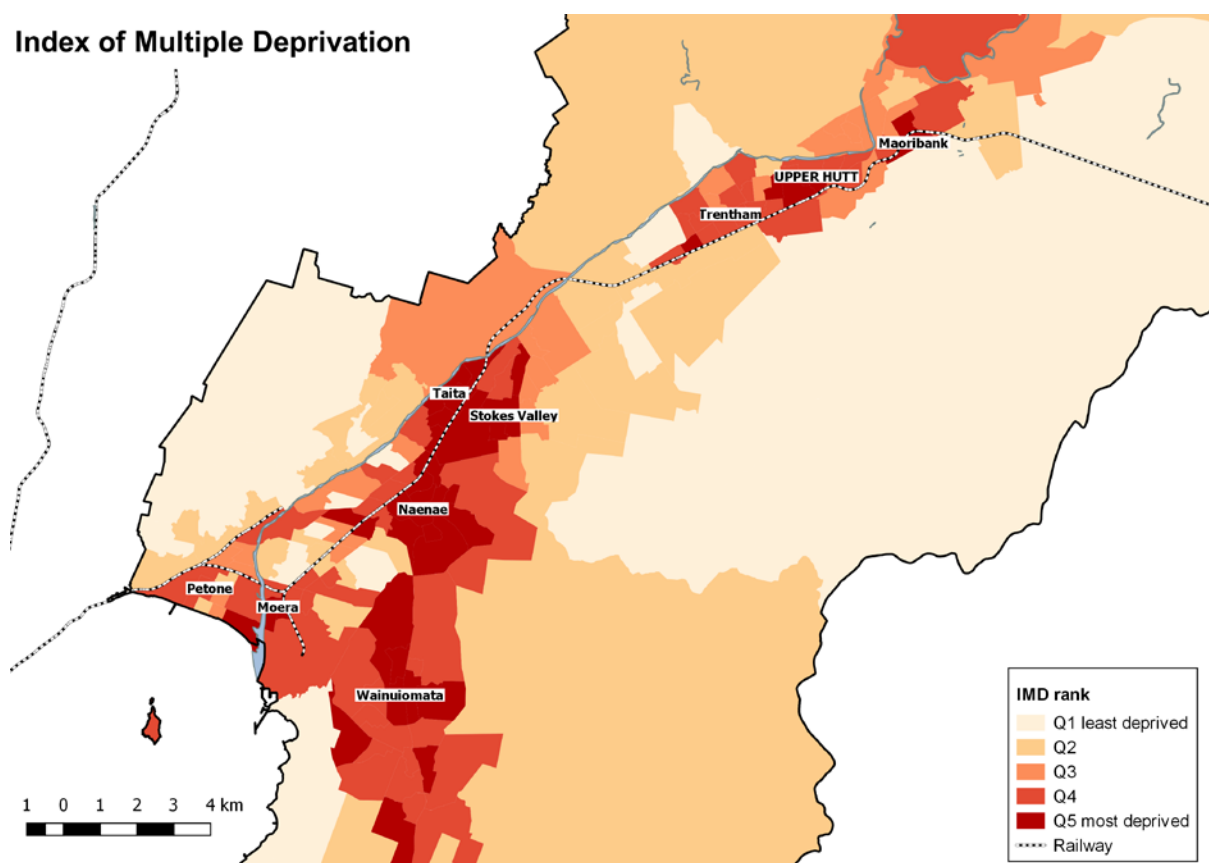 Index of Multiple Deprivation
Maoribank
UPPER HUTT
Trentham
Taita
Stokes Valley
Naenae
Petone
Moera
Wainuiomata
IMD rank
Q1 least deprived
Q2
Q3
Q4
Q5 most deprived
Railway
1 0 1 2 3 4 km